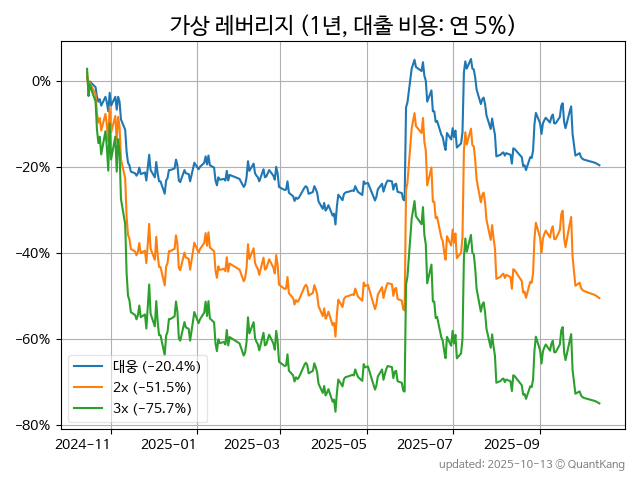 가상 레버리지 (1년, 대출 비용: 연 5%)
0%
−20%
−40%
−60%
−80%
대웅 (−20.4%)
2x (−51.5%)
3x (−75.7%)
2024-11
2025-01
2025-03
2025-05
2025-07
2025-09
updated: 2025-10-13 © QuantKang